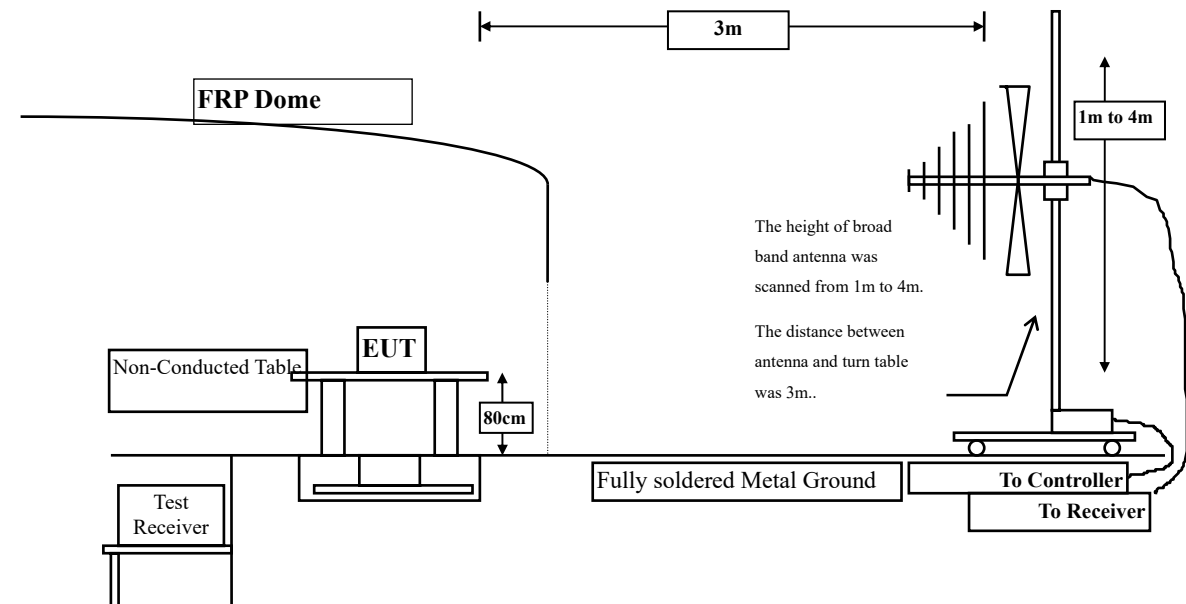 3m
FRP Dome
1m to 4m
The height of broad
band antenna was
scanned from 1m to 4m.
The distance between
antenna and turn table
was 3m..
EUT
Non-Conducted Table
80cm
Fully soldered Metal Ground
To Controller
Test
Receiver
To Receiver